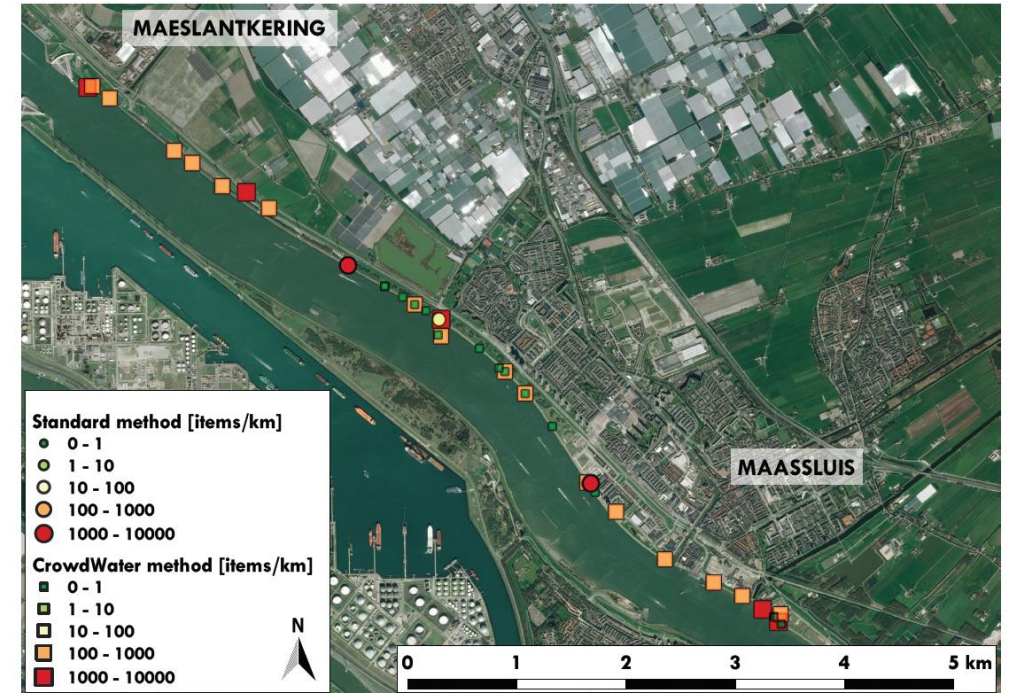 MAESLANTKERING
MAASSLUIS
Standard method [items/km]
0 - 1
1 - 10
10 - 100
100 - 1000
1000 - 10000
CrowdWater method [items/km]
0 - 1
1 - 10
10 - 100
100 - 1000
1000 - 10000
N
0 1 2 3 4 5 km